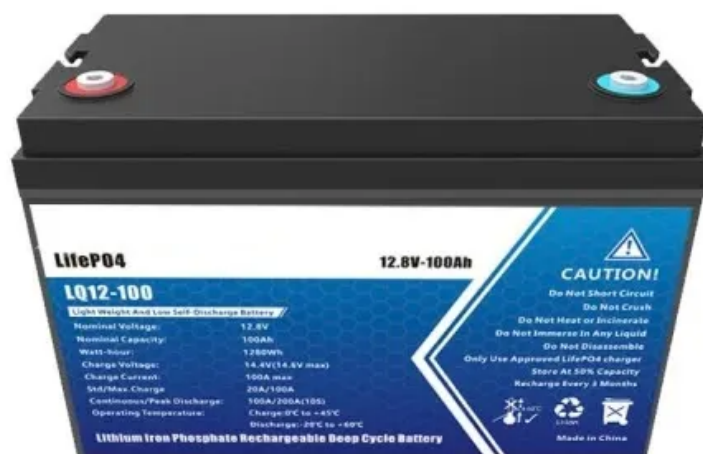 LifePO4
12.8V-100Ah
LQ12-100
Light Weight And Low Self-Discharge Battery
Nominal Voltage: 12.8V
Nominal Capacity: 100Ah
Watt-hour: 1280Wh
Charge Voltage: 14.4V(14.6V max)
Charge Current: 100A max
Std/Max.Charge 20A/100A
Continuous/Peak Discharge: 100A/200A(10S)
Operating Temperature: Charge:0℃ to +45℃
Discharge:-20℃ to +60℃
Lithium Iron Phosphate Rechargeable Deep Cycle Battery
CAUTION!
Do Not Short Circuit
Do Not Crush
Do Not Heat or Incinerate
Do Not Immerse In Any Liquid
Do Not Disassemble
Only Use Approved LifePO4 charger
Store At 50% Capacity
Recharge Every 3 Months
Made in China